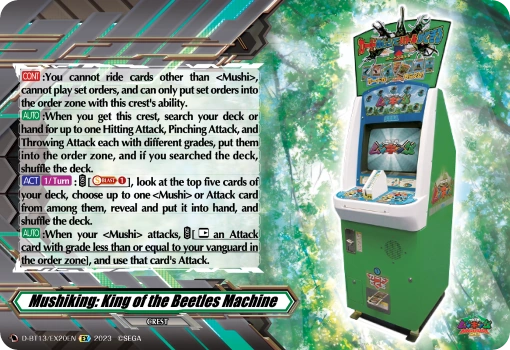 CONT :You cannot ride cards other than <Mushi>,
cannot play set orders, and can only put set orders into
the order zone with this crest's ability.
AUTO :When you get this crest, search your deck or
hand for up to one Hitting Attack, Pinching Attack, and
Throwing Attack each with different grades, put them
into the order zone, and if you searched the deck,
shuffle the deck.
ACT 1/Turn : [ BLAST 1 ], look at the top five cards of
your deck, choose up to one <Mushi> or Attack card
from among them, reveal and put it into hand, and
shuffle the deck.
AUTO :When your <Mushi> attacks, [ an Attack
card with grade less than or equal to your vanguard in
the order zone], and use that card's Attack.
Mushiking: King of the Beetles Machine
CREST
D-BT13/EX20EN EX 2023 ©SEGA